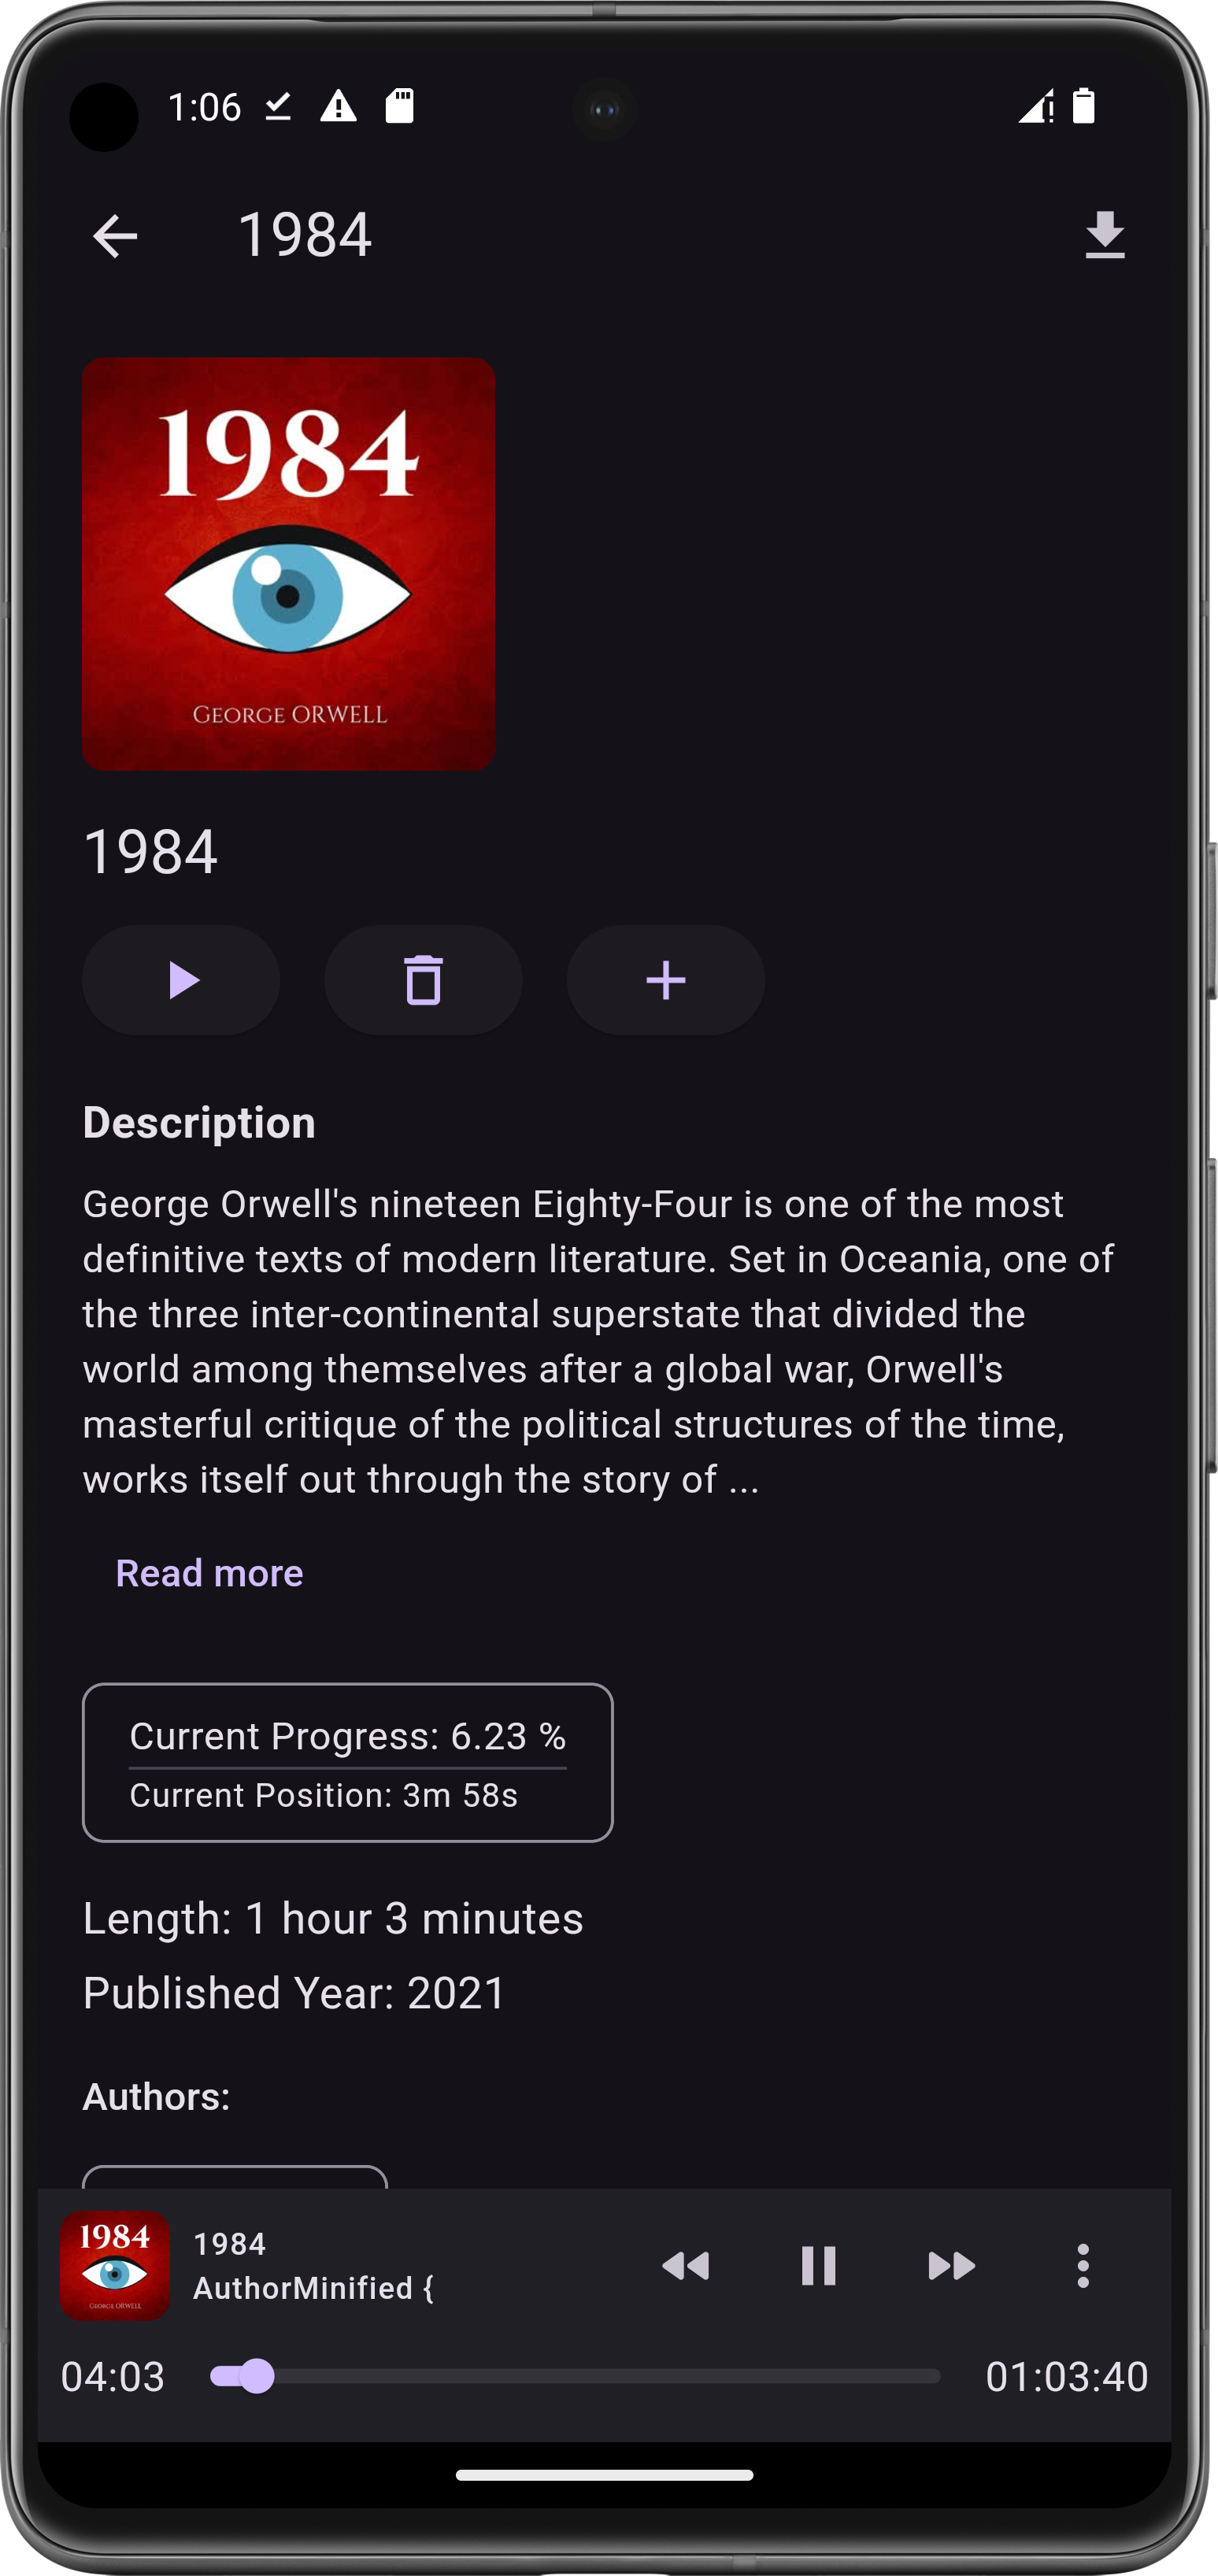 1:06
1984
1984
GEORGE ORWELL
1984
Description
George Orwell's nineteen Eighty-Four is one of the most
definitive texts of modern literature. Set in Oceania, one of
the three inter-continental superstate that divided the
world among themselves after a global war, Orwell's
masterful critique of the political structures of the time,
works itself out through the story of ...
Read more
Current Progress: 6.23 %
Current Position: 3m 58s
Length: 1 hour 3 minutes
Published Year: 2021
Authors:
1984
GEORGE ORWELL
1984
AuthorMinified {
04:03
01:03:40